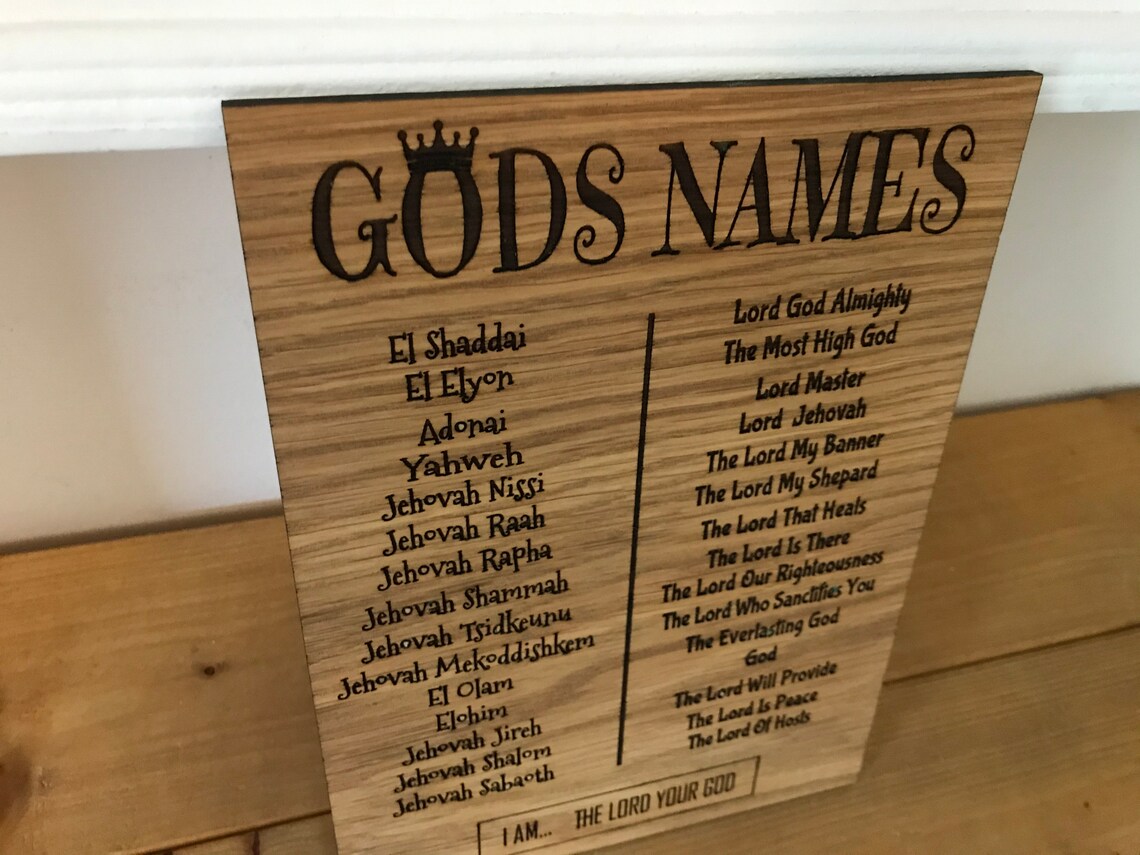 GODS NAMES
El Shaddai
El Elyon
Adonai
Yahweh
Jehovah Nissi
Jehovah Raah
Jehovah Rapha
Jehovah Shammah
Jehovah Tsidkeunu
Jehovah Mekoddishkem
El Olam
Elohim
Jehovah Jireh
Jehovah Shalom
Jehovah Sabaoth
Lord God Almighty
The Most High God
Lord Master
Lord Jehovah
The Lord My Banner
The Lord My Shepard
The Lord That Heals
The Lord Is There
The Lord Our Righteousness
The Lord Who Sanctifies You
The Everlasting God
God
The Lord Will Provide
The Lord Is Peace
The Lord Of Hosts
I AM... THE LORD YOUR GOD